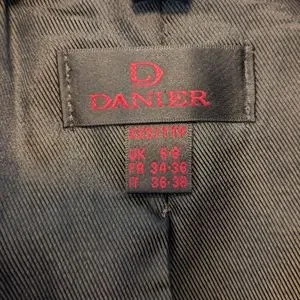 D
DANIER
UK 6-8
FR 34-36
IT 36-38